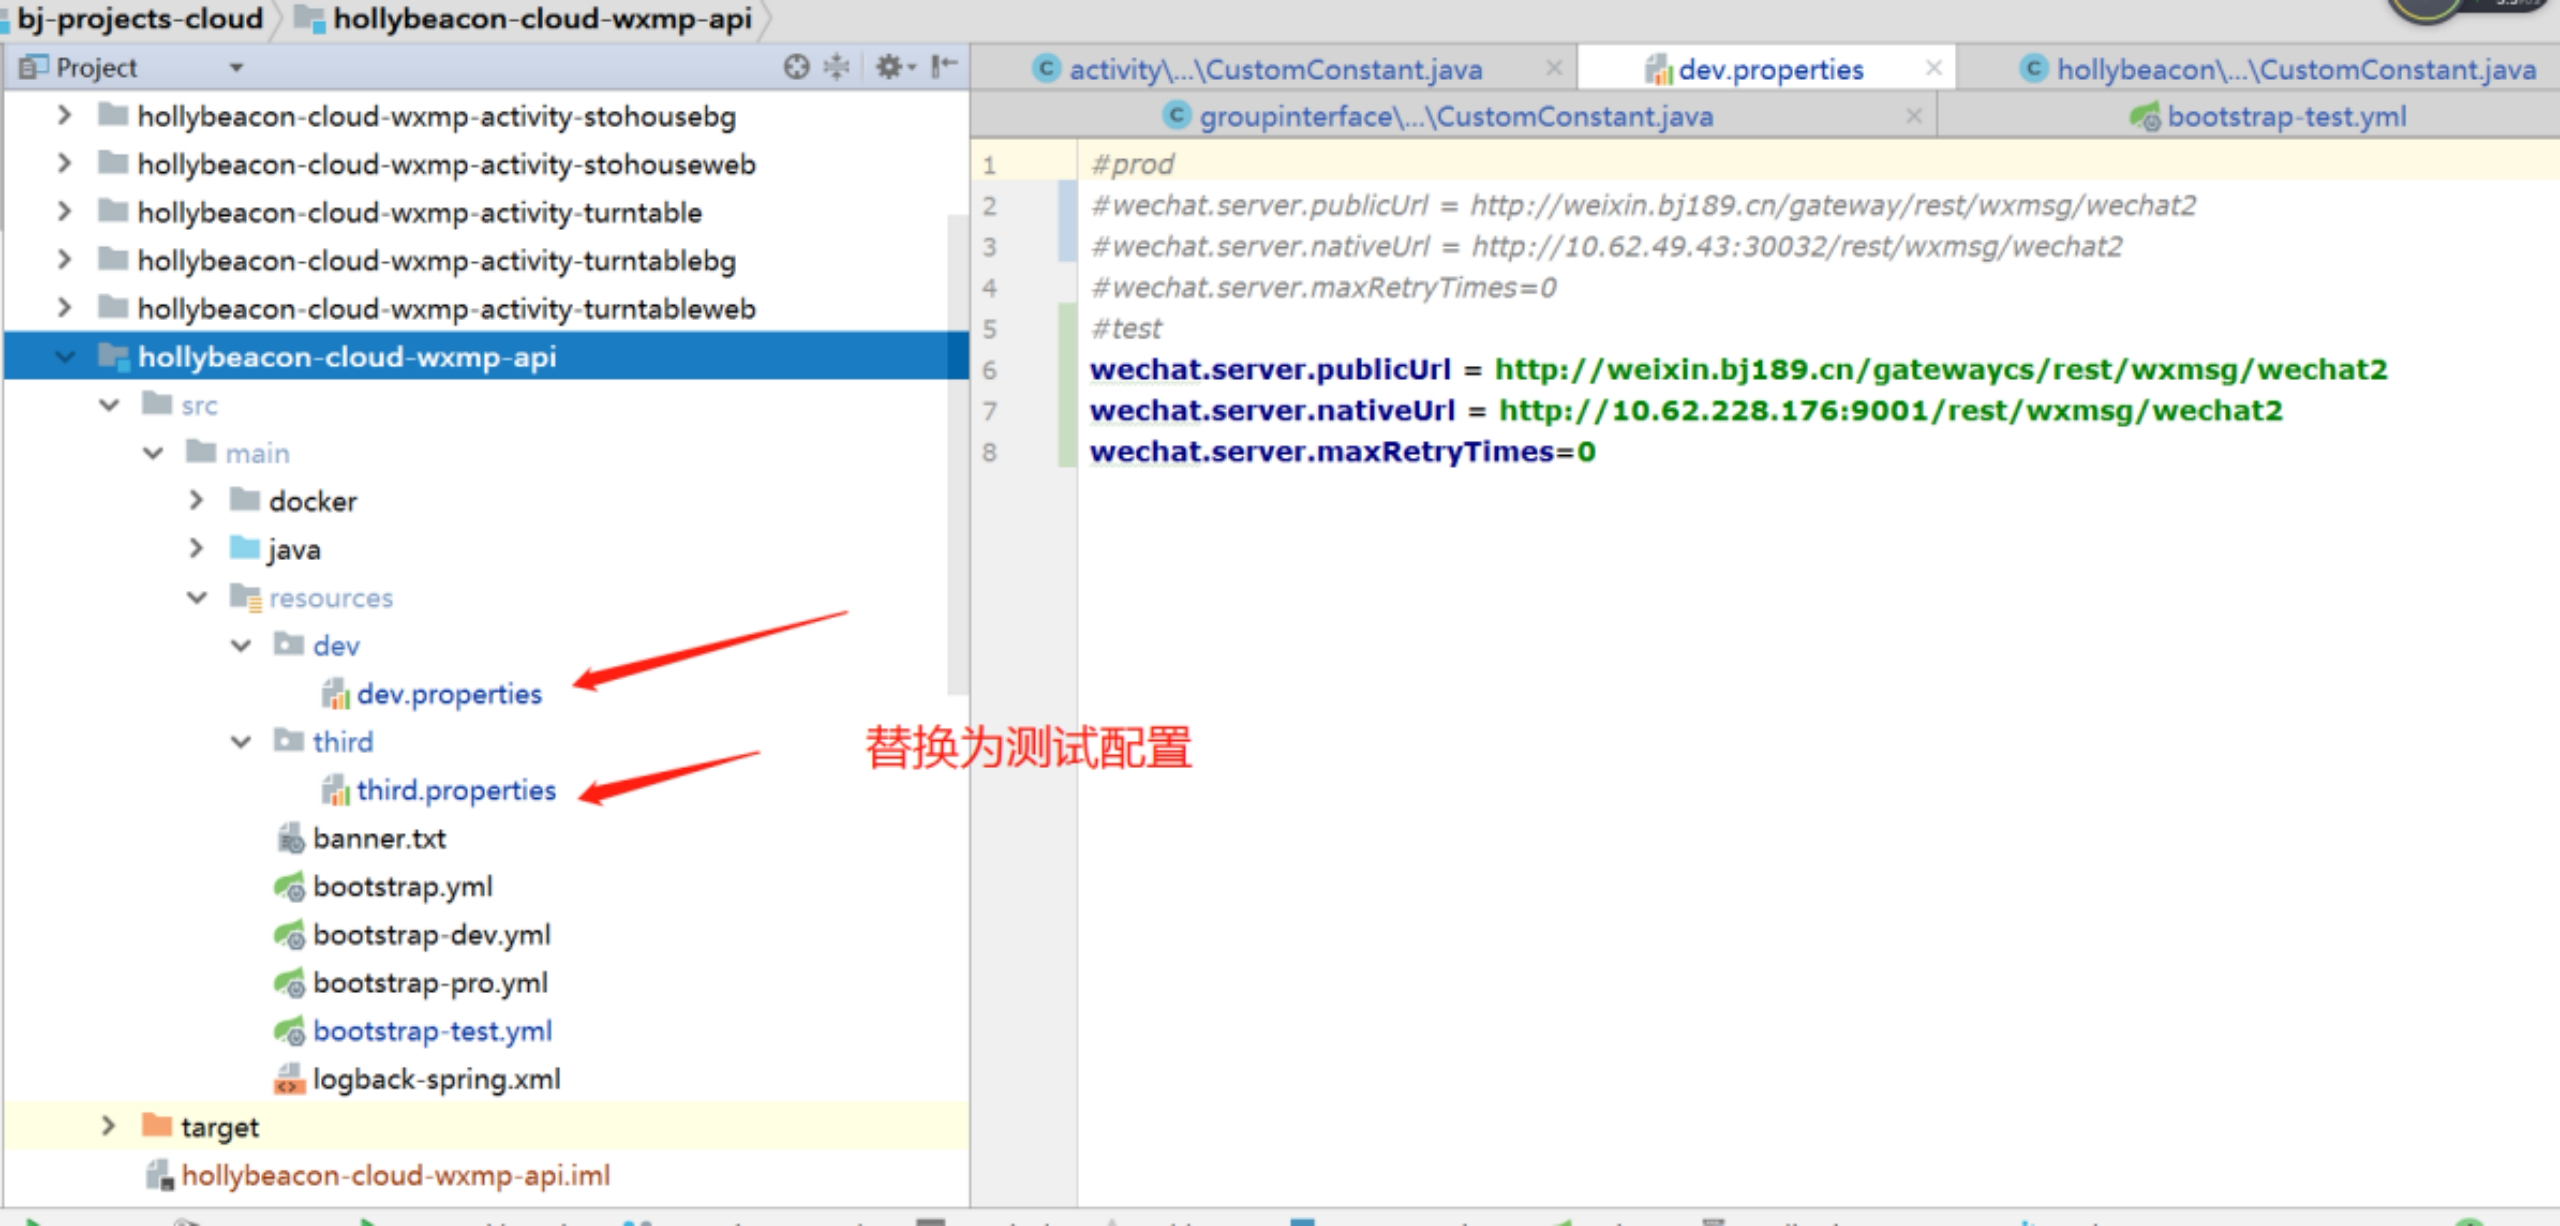 bj-projects-cloud hollybeacon-cloud-wxmp-api
Project
hollybeacon-cloud-wxmp-activity-stohousebg
hollybeacon-cloud-wxmp-activity-stohouseweb
hollybeacon-cloud-wxmp-activity-turntable
hollybeacon-cloud-wxmp-activity-turntablebg
hollybeacon-cloud-wxmp-activity-turntableweb
hollybeacon-cloud-wxmp-api
src
main
docker
java
resources
dev
dev.properties
third
third.properties
banner.txt
bootstrap.yml
bootstrap-dev.yml
bootstrap-pro.yml
bootstrap-test.yml
logback-spring.xml
target
hollybeacon-cloud-wxmp-api.iml
替换为测试配置
activity\...\CustomConstant.java dev.properties hollybeacon\...\CustomConstant.java
groupinterface\...\CustomConstant.java bootstrap-test.yml
1 #prod
2 #wechat.server.publicUrl = http://weixin.bj189.cn/gateway/rest/wxmsg/wechat2
3 #wechat.server.nativeUrl = http://10.62.49.43:30032/rest/wxmsg/wechat2
4 #wechat.server.maxRetryTimes=0
5 #test
6 wechat.server.publicUrl = http://weixin.bj189.cn/gatewaycs/rest/wxmsg/wechat2
7 wechat.server.nativeUrl = http://10.62.228.176:9001/rest/wxmsg/wechat2
8 wechat.server.maxRetryTimes=0